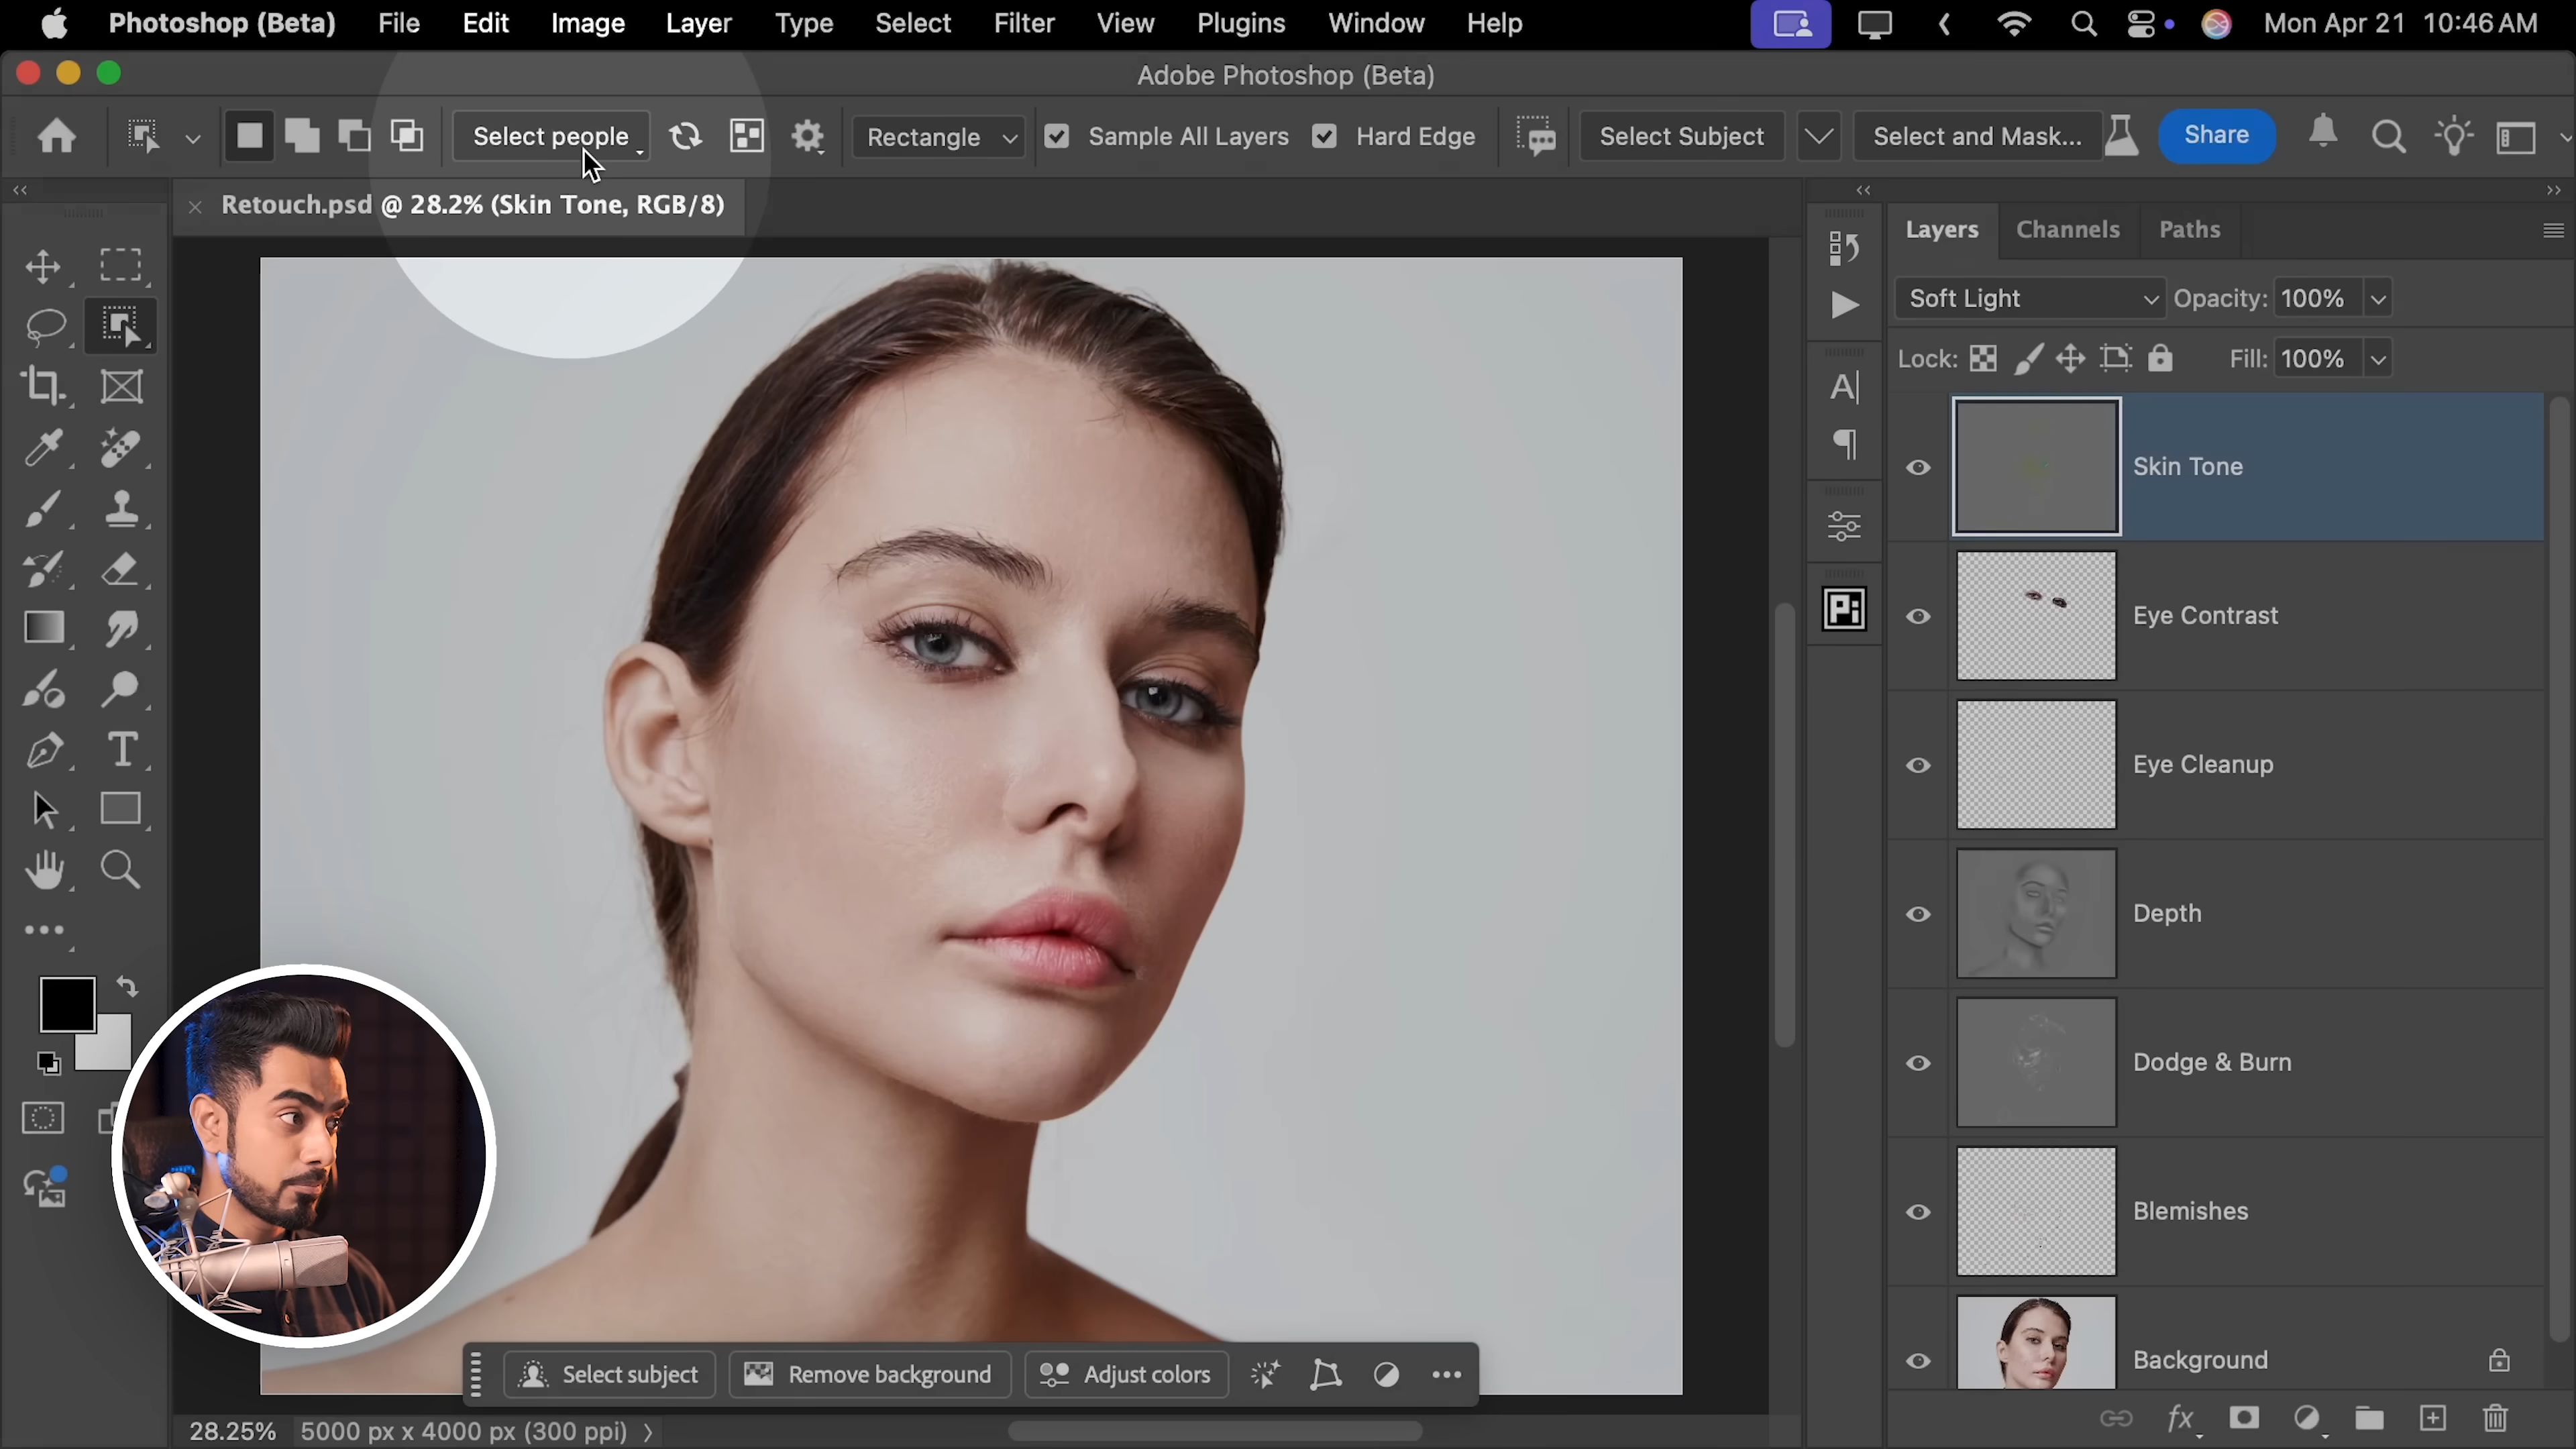 Photoshop (Beta) File Edit Image Layer Type Select Filter View Plugins Window Help Mon Apr 21 10:46 AM
Adobe Photoshop (Beta)
Select people Rectangle Sample All Layers Hard Edge Select Subject Select and Mask... Share
Retouch.psd @ 28.2% (Skin Tone, RGB/8)
Layers Channels Paths
Soft Light Opacity: 100%
Lock: Fill: 100%
Skin Tone
Eye Contrast
Pi
Eye Cleanup
Depth
Dodge & Burn
Blemishes
Background
Select subject Remove background Adjust colors
28.25% 5000 px x 4000 px (300 ppi)
fx